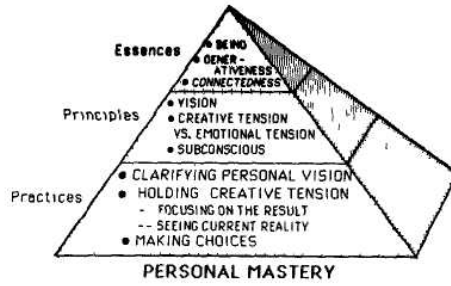 Essences
• BEING
• GENER-
ATIVENESS
• CONNECTEDNESS
Principles
• VISION
• CREATIVE TENSION
VS. EMOTIONAL TENSION
• SUBCONSCIOUS
Practices
• CLARIFYING PERSONAL VISION
• HOLDING CREATIVE TENSION
- FOCUSING ON THE RESULT
-- SEEING CURRENT REALITY
• MAKING CHOICES
PERSONAL MASTERY